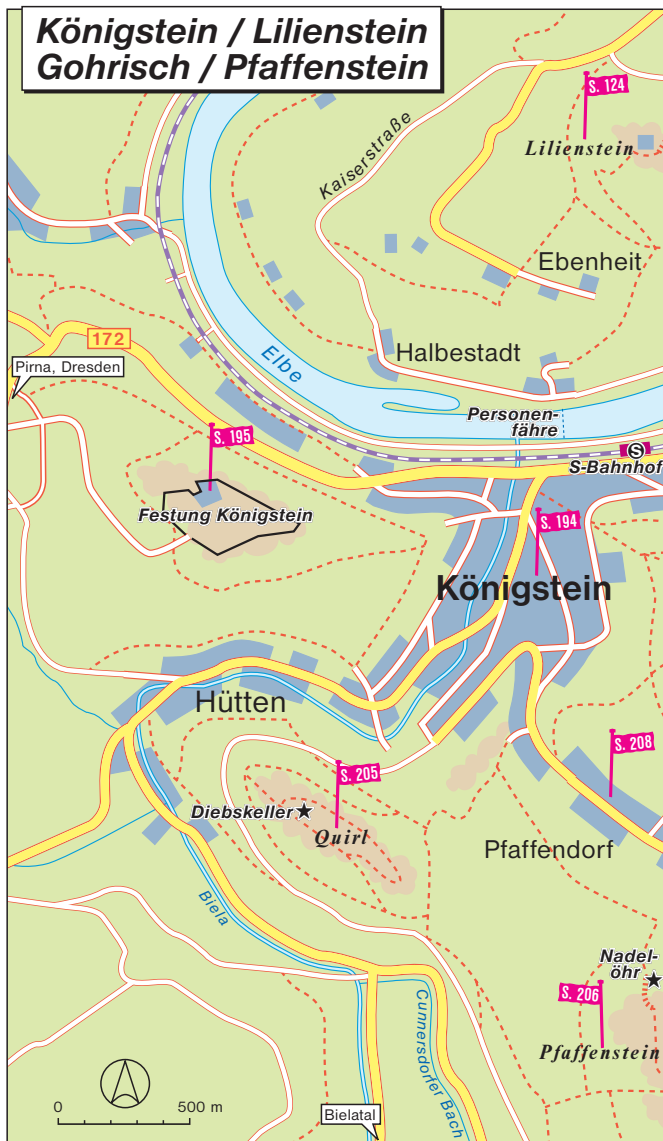 Königstein / Lilienstein
Gohrisch / Pfaffenstein
S. 124
Lilienstein
Kaiserstraße
Ebenheit
172
Elbe
Halbestadt
Pirna, Dresden
Personen-
fähre
S. 195
S
S-Bahnhof
Festung Königstein
S. 194
Königstein
Hütten
S. 208
S. 205
Diebskeller
Quirl
Pfaffendorf
Biela
Nadel-
öhr
S. 206
Cunnersdorfer Bach
Pfaffenstein
0 500 m
Bielatal